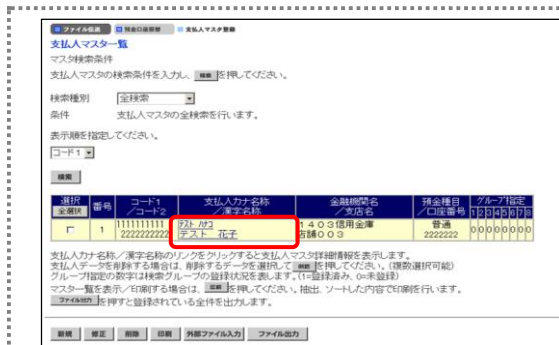 ファイル伝送 預金口座振替 支払人マスタ登録
支払人マスター覧
マスタ検索条件
支払人マスタの検索条件を入力し、検索を押してください。
検索種別 全検索
条件 支払人マスタの全検索を行います。
表示順を指定してください。
コード1
検索
選択 番号 コード1 支払人カナ名称 金融機関名 預金種目 グループ指定
全選択 /コード2 /漢字名称 /支店名 /口座番号 1 2 3 4 5 6 7 8
1 1111111111 テスト ハナコ 1403信用金庫 普通 0 0 0 0 0 0 0 0
2222222222 テスト 花子 店舗003 2222222
支払人カナ名称/漢字名称のリンクをクリックすると支払人マスタ詳細情報を表示します。
支払人データを削除する場合は、削除するデータを選択して削除を押してください。(複数選択可能)
グループ指定の数字は検索グループの登録状況を表します。(1=登録済み、0=未登録)
マスター覧を表示/印刷する場合は、印刷を押してください。抽出、ソートした内容で印刷を行います。
ファイル出力を押すと登録されている全件を出力します。
新規 修正 削除 印刷 外部ファイル入力 ファイル出力